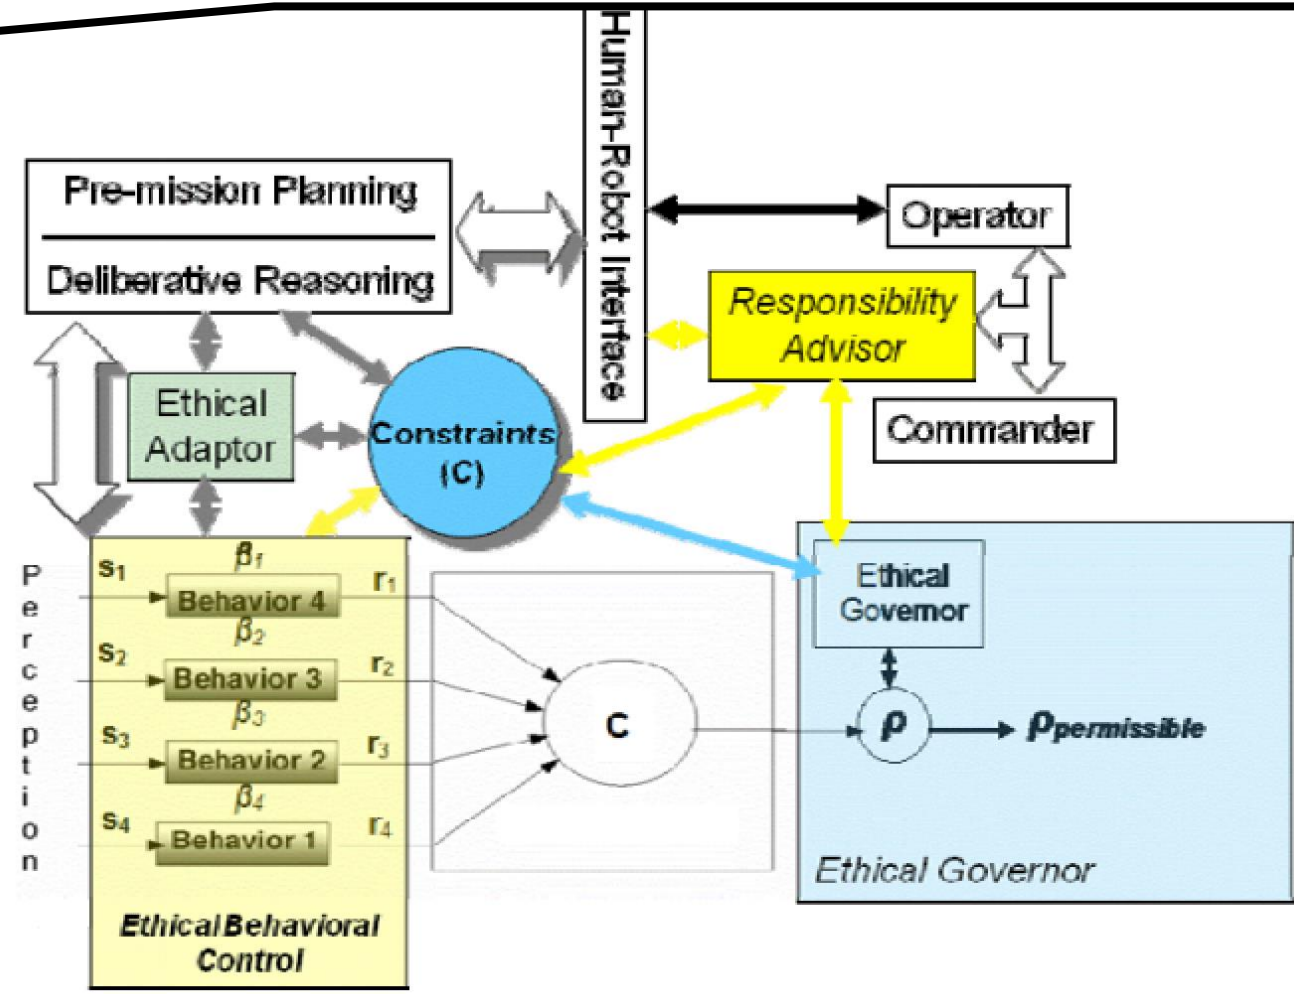 Human-Robot Interface
Pre-mission Planning
Deliberative Reasoning
Operator
Responsibility
Advisor
Commander
Ethical
Adaptor
Constraints
(C)
Perception
s1
β1
Behavior 4
r1
s2
β2
Behavior 3
r2
s3
β3
Behavior 2
r3
s4
β4
Behavior 1
r4
Ethical Behavioral
Control
C
Ethical
Governor
ρ
ρpermissible
Ethical Governor